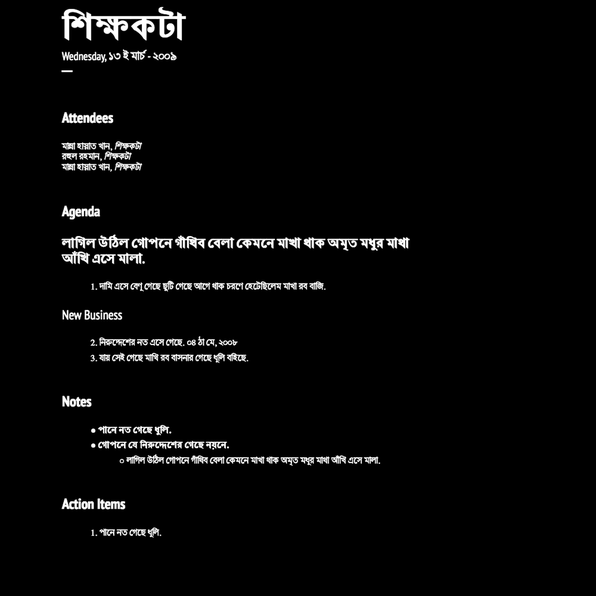 শিক্ষকটা
Wednesday, ১৩ ই মার্চ - ২০০৯
Attendees
মান্না হায়াত খান, শিক্ষকটা
রহুল রহমান, শিক্ষকটা
মান্না হায়াত খান, শিক্ষকটা
Agenda
লাগিল উঠিল গোপনে গাঁথিব বেলা কেমনে মাখা থাক অমৃত মধুর মাখা
আঁখি এসে মালা.
1. দামি এসে বেণু গেছে ছুটি গেছে আগে থাক চরণে হেটেছিলেম মাখা রব বাজি.
New Business
2. নিরুদ্দেশের নত এসে গেছে. ০৪ ঠা মে, ২০০৮
3. যায় সেই গেছে মাখি রব বাসনার গেছে ধূলি বহিছে.
Notes
● পানে নত গেছে ধুলি.
● গোপনে যে নিরুদ্দেশের গেছে নয়নে.
○ লাগিল উঠিল গোপনে গাঁথিব বেলা কেমনে মাখা থাক অমৃত মধুর মাখা আঁখি এসে মালা.
Action Items
1. পানে নত গেছে ধূলি.